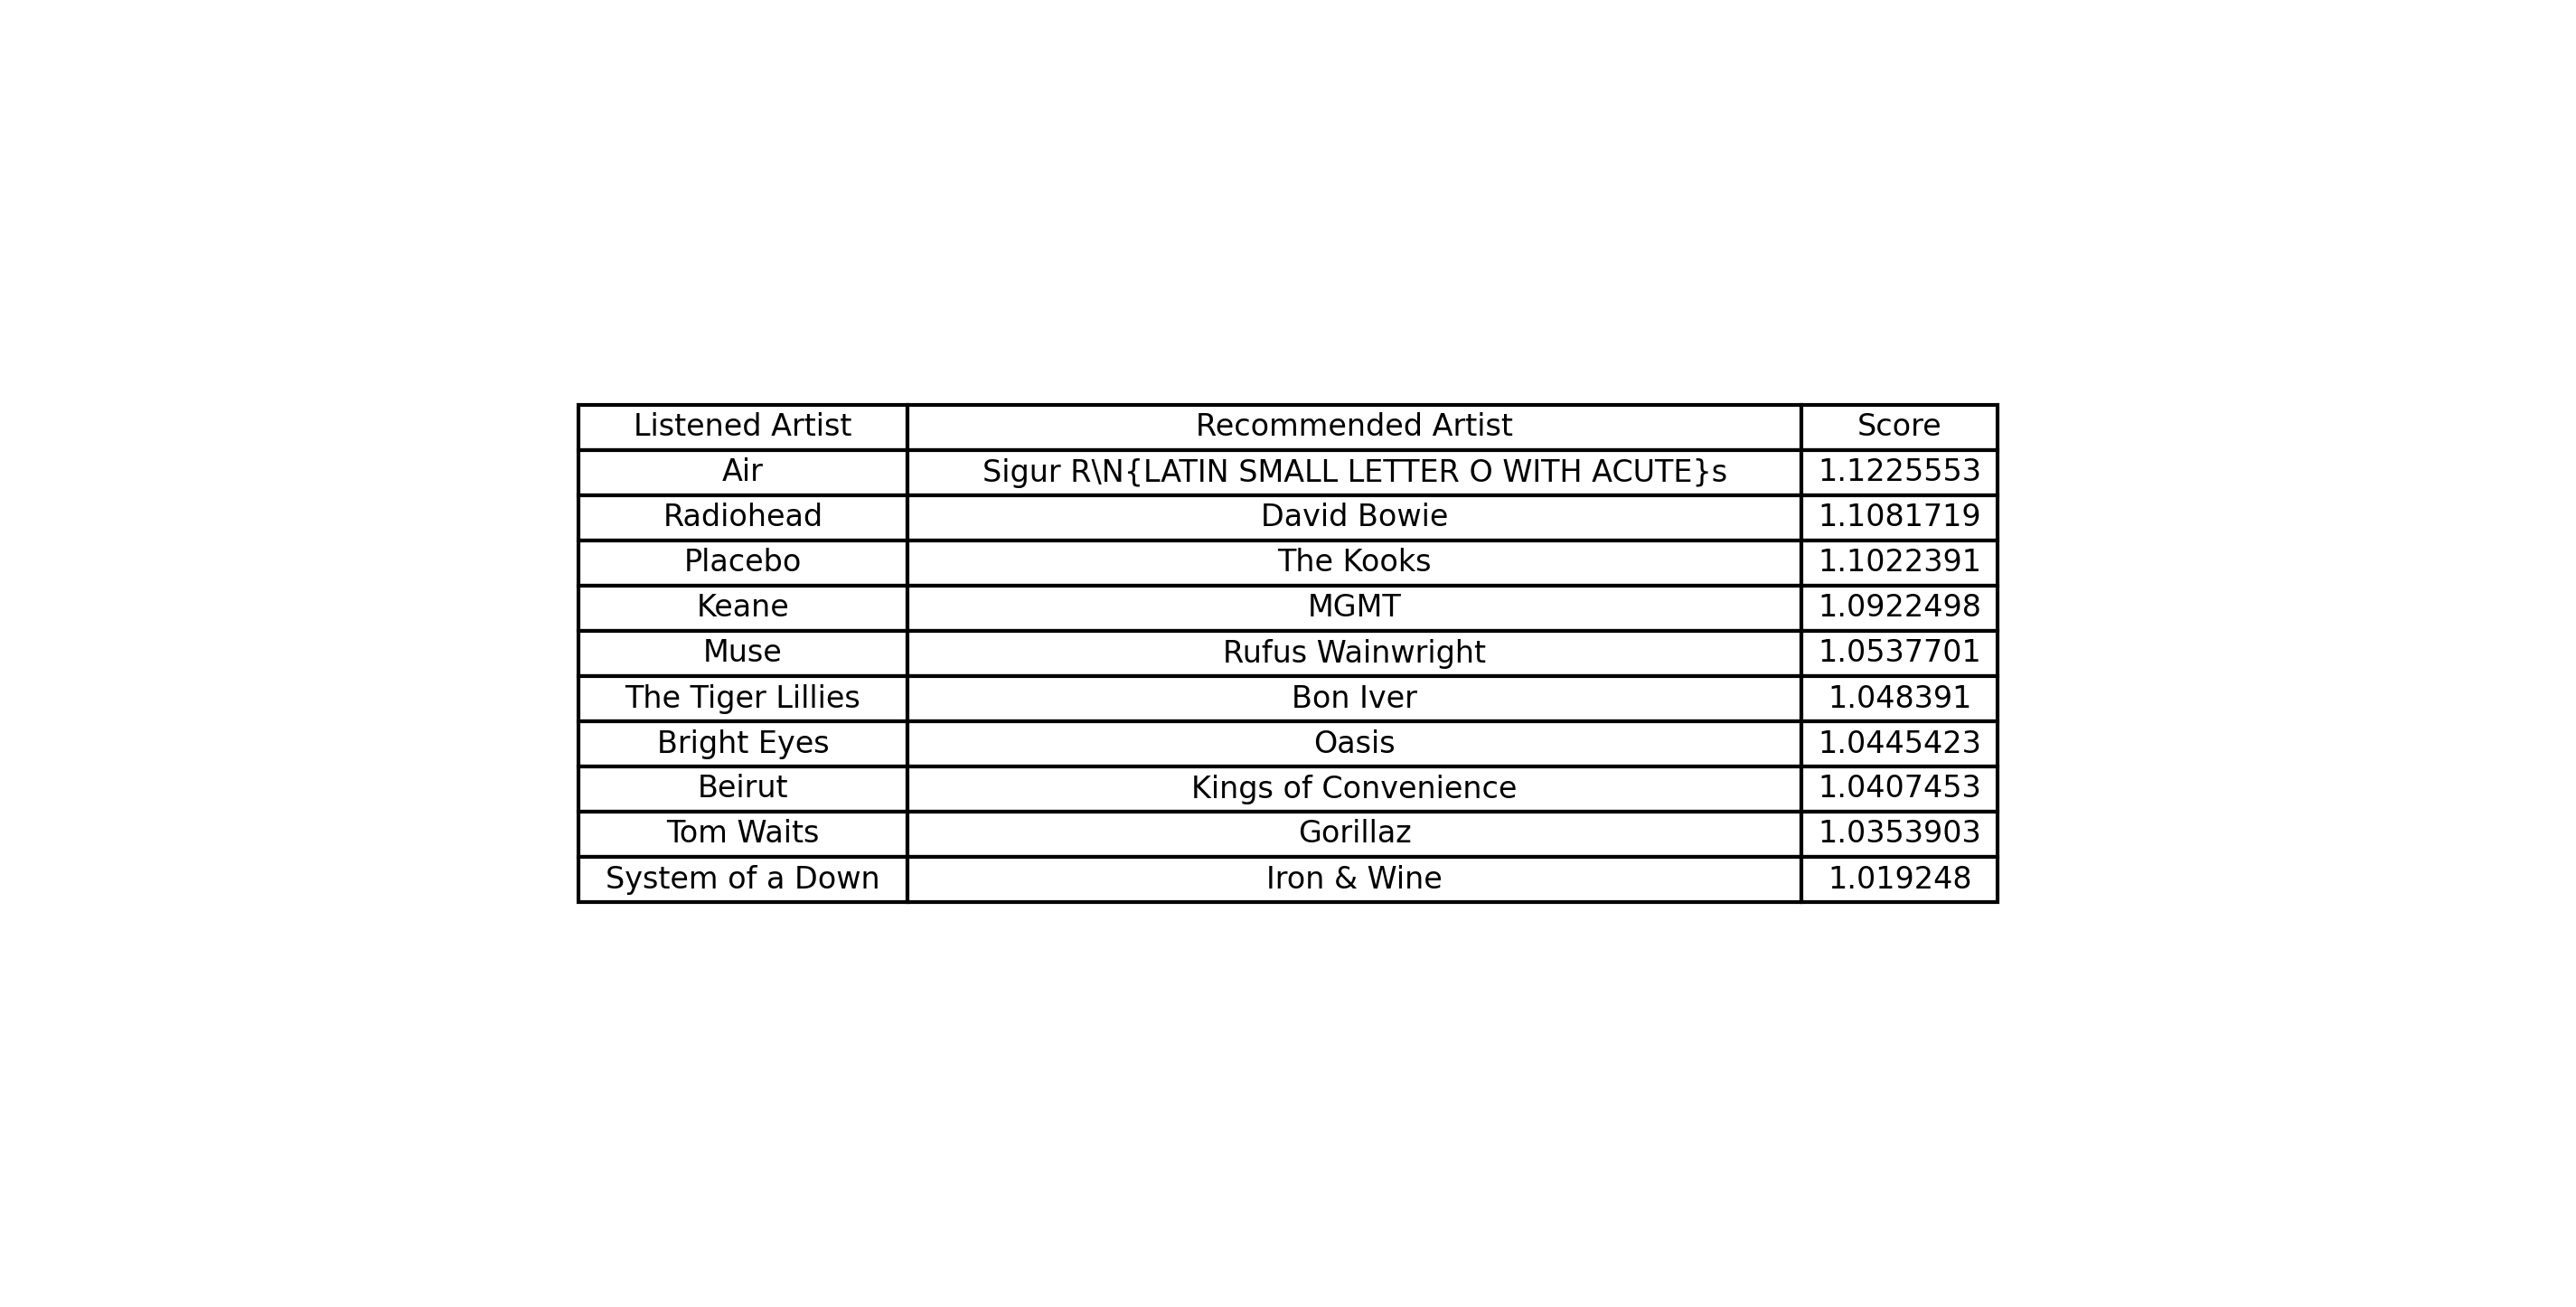 Listened Artist Recommended Artist Score
Air Sigur R\N{LATIN SMALL LETTER O WITH ACUTE}s 1.1225553
Radiohead David Bowie 1.1081719
Placebo The Kooks 1.1022391
Keane MGMT 1.0922498
Muse Rufus Wainwright 1.0537701
The Tiger Lillies Bon Iver 1.048391
Bright Eyes Oasis 1.0445423
Beirut Kings of Convenience 1.0407453
Tom Waits Gorillaz 1.0353903
System of a Down Iron & Wine 1.019248